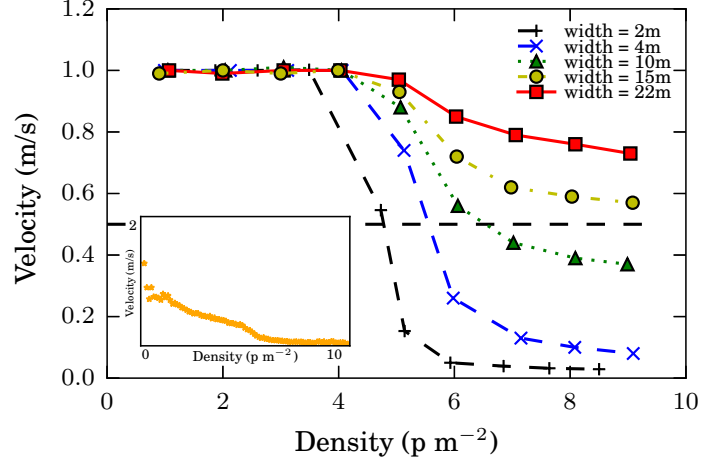 1.2
1.0
0.8
0.6
0.4
0.2
0.0
Velocity (m/s)
0
2
4
6
8
10
Density (p m⁻²)
width = 2m
width = 4m
width = 10m
width = 15m
width = 22m
2
Velocity (m/s)
0
10
Density (p m⁻²)